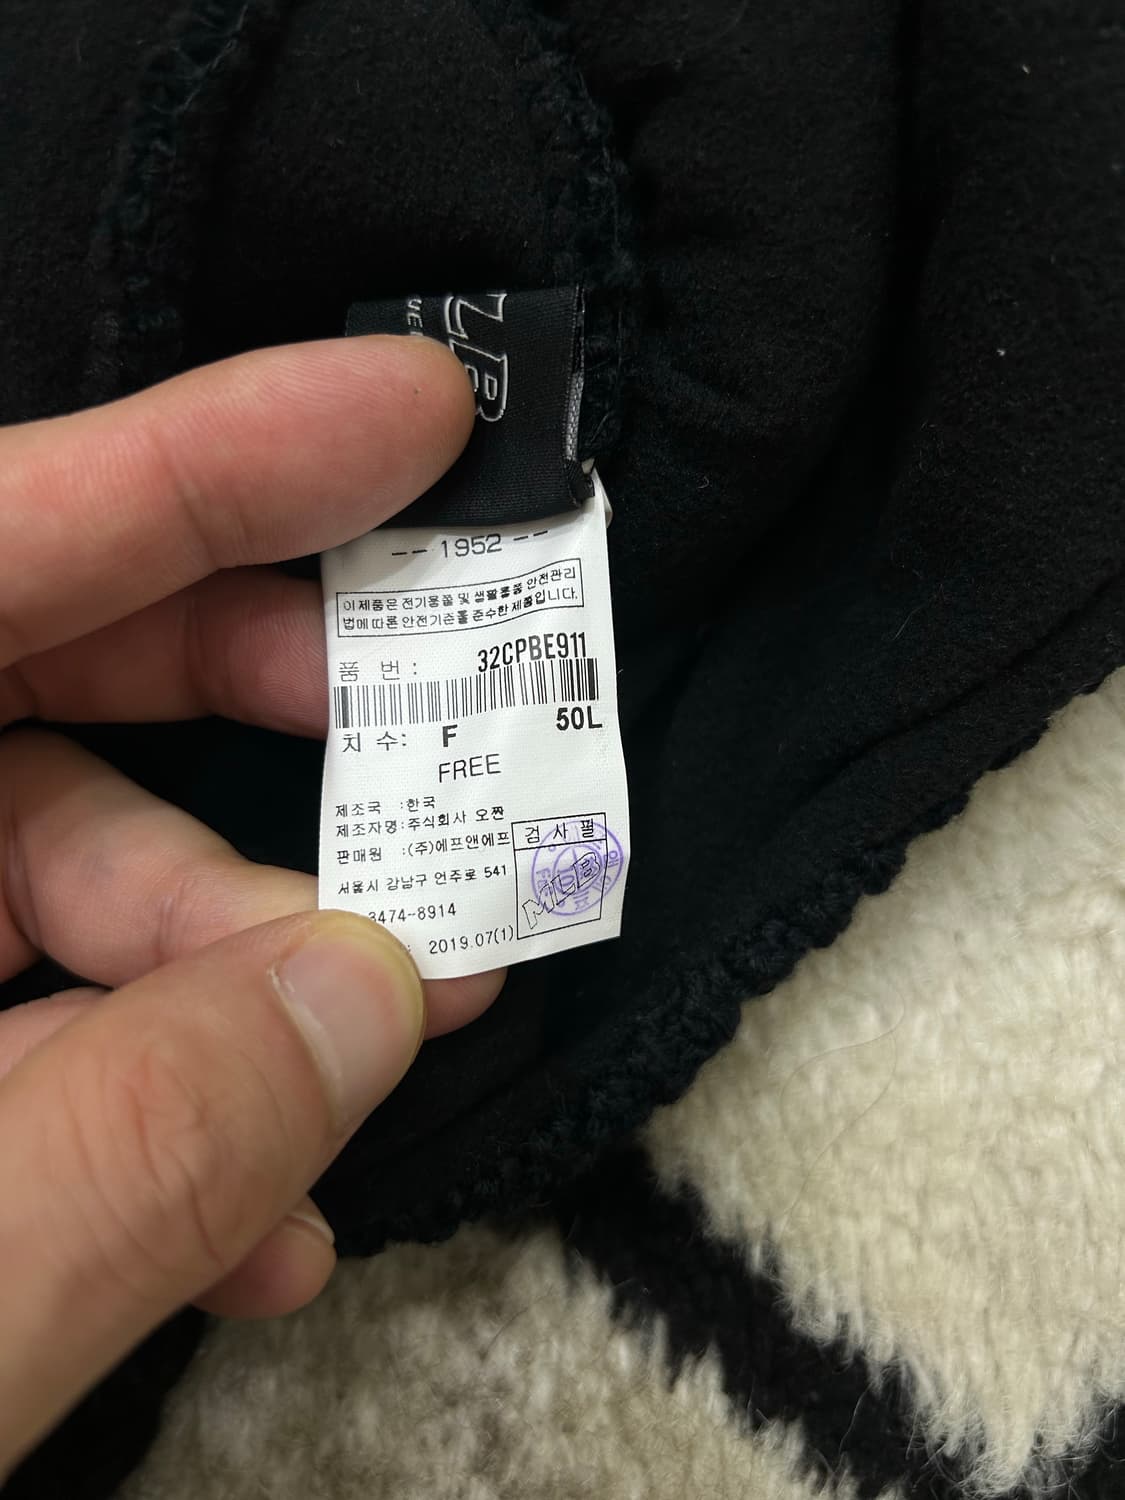 -- 1952 --
이 제품은 전기용품 및 생활용품 안전관리
법에 따른 안전기준을 준수한 제품입니다.
품 번 : 32CPBE911
50L
치 수: F
FREE
제조국 :한국
제조자명:주식회사 오짠
판매원 :(주)에프앤에프
서울시 강남구 언주로 541
3474-8914
: 2019.07(1)
검 사 필
MLB